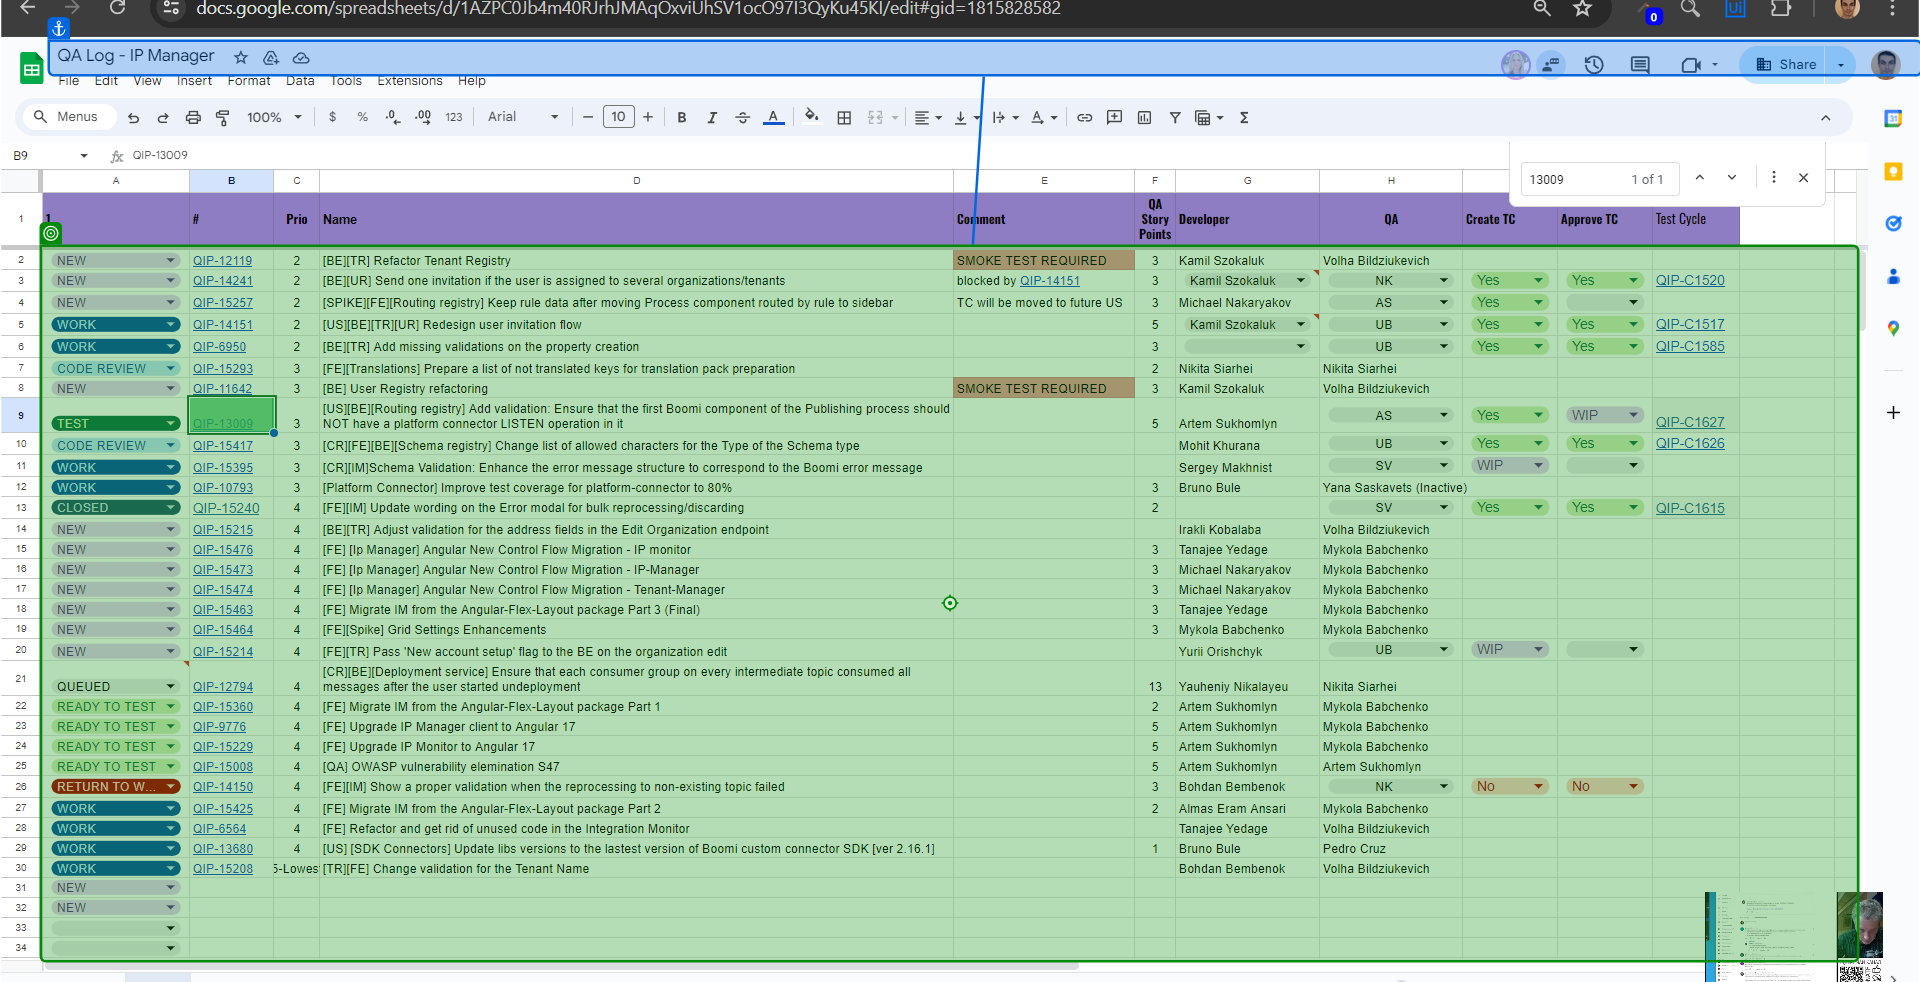 docs.google.com/spreadsheets/d/1AZPC0Jb4m40RJrhJMAqOxviUhSV1ocO97I3QyKu45KI/edit#gid=1815828582
0
Ui
QA Log - IP Manager
Share
File Edit View Insert Format Data Tools Extensions Help
Menus 100% $ % .0 .00 123 Arial 10 B I A
B9 QIP-13009
13009 1 of 1
A B C D E F G H
1 1 # Prio Name Comment QA Story Points Developer QA Create TC Approve TC Test Cycle
2 NEW QIP-12119 2 [BE][TR] Refactor Tenant Registry SMOKE TEST REQUIRED 3 Kamil Szokaluk Volha Bildziukevich
3 NEW QIP-14241 2 [BE][UR] Send one invitation if the user is assigned to several organizations/tenants blocked by QIP-14151 3 Kamil Szokaluk NK Yes Yes QIP-C1520
4 NEW QIP-15257 2 [SPIKE][FE][Routing registry] Keep rule data after moving Process component routed by rule to sidebar TC will be moved to future US 3 Michael Nakaryakov AS Yes
5 WORK QIP-14151 2 [US][BE][TR][UR] Redesign user invitation flow 5 Kamil Szokaluk UB Yes Yes QIP-C1517
6 WORK QIP-6950 2 [BE][TR] Add missing validations on the property creation 3 UB Yes Yes QIP-C1585
7 CODE REVIEW QIP-15293 3 [FE][Translations] Prepare a list of not translated keys for translation pack preparation 2 Nikita Siarhei Nikita Siarhei
8 NEW QIP-11642 3 [BE] User Registry refactoring SMOKE TEST REQUIRED 3 Kamil Szokaluk Volha Bildziukevich
9 TEST QIP-13009 3 [US][BE][Routing registry] Add validation: Ensure that the first Boomi component of the Publishing process should
NOT have a platform connector LISTEN operation in it 5 Artem Sukhomlyn AS Yes WIP QIP-C1627
10 CODE REVIEW QIP-15417 3 [CR][FE][BE][Schema registry] Change list of allowed characters for the Type of the Schema type Mohit Khurana UB Yes Yes QIP-C1626
11 WORK QIP-15395 3 [CR][IM]Schema Validation: Enhance the error message structure to correspond to the Boomi error message Sergey Makhnist SV WIP
12 WORK QIP-10793 3 [Platform Connector] Improve test coverage for platform-connector to 80% 3 Bruno Bule Yana Saskavets (Inactive)
13 CLOSED QIP-15240 4 [FE][IM] Update wording on the Error modal for bulk reprocessing/discarding 2 SV Yes Yes QIP-C1615
14 NEW QIP-15215 4 [BE][TR] Adjust validation for the address fields in the Edit Organization endpoint Irakli Kobalaba Volha Bildziukevich
15 NEW QIP-15476 4 [FE] [Ip Manager] Angular New Control Flow Migration - IP monitor 3 Tanajee Yedage Mykola Babchenko
16 NEW QIP-15473 4 [FE] [Ip Manager] Angular New Control Flow Migration - IP-Manager 3 Michael Nakaryakov Mykola Babchenko
17 NEW QIP-15474 4 [FE] [Ip Manager] Angular New Control Flow Migration - Tenant-Manager 3 Michael Nakaryakov Mykola Babchenko
18 NEW QIP-15463 4 [FE] Migrate IM from the Angular-Flex-Layout package Part 3 (Final) 3 Tanajee Yedage Mykola Babchenko
19 NEW QIP-15464 4 [FE][Spike] Grid Settings Enhancements 3 Mykola Babchenko Mykola Babchenko
20 NEW QIP-15214 4 [FE][TR] Pass 'New account setup' flag to the BE on the organization edit Yurii Orishchyk UB WIP
21 QUEUED QIP-12794 4 [CR][BE][Deployment service] Ensure that each consumer group on every intermediate topic consumed all
messages after the user started undeployment 13 Yauheniy Nikalayeu Nikita Siarhei
22 READY TO TEST QIP-15360 4 [FE] Migrate IM from the Angular-Flex-Layout package Part 1 2 Artem Sukhomlyn Mykola Babchenko
23 READY TO TEST QIP-9776 4 [FE] Upgrade IP Manager client to Angular 17 5 Artem Sukhomlyn Mykola Babchenko
24 READY TO TEST QIP-15229 4 [FE] Upgrade IP Monitor to Angular 17 5 Artem Sukhomlyn Mykola Babchenko
25 READY TO TEST QIP-15008 4 [QA] OWASP vulnerability elemination S47 5 Artem Sukhomlyn Artem Sukhomlyn
26 RETURN TO W... QIP-14150 4 [FE][IM] Show a proper validation when the reprocessing to non-existing topic failed 3 Bohdan Bembenok NK No No
27 WORK QIP-15425 4 [FE] Migrate IM from the Angular-Flex-Layout package Part 2 2 Almas Eram Ansari Mykola Babchenko
28 WORK QIP-6564 4 [FE] Refactor and get rid of unused code in the Integration Monitor Tanajee Yedage Volha Bildziukevich
29 WORK QIP-13680 4 [US] [SDK Connectors] Update libs versions to the lastest version of Boomi custom connector SDK [ver 2.16.1] 1 Bruno Bule Pedro Cruz
30 WORK QIP-15208 5-Lowest [TR][FE] Change validation for the Tenant Name Bohdan Bembenok Volha Bildziukevich
31 NEW
32 NEW
33
34